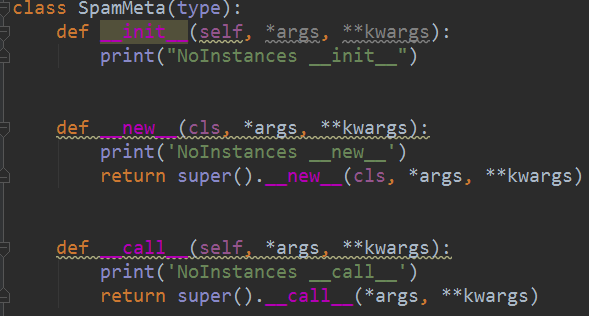 class SpamMeta(type):
    def __init__(self, *args, **kwargs):
        print("NoInstances __init__")
    def __new__(cls, *args, **kwargs):
        print('NoInstances __new__')
        return super().__new__(cls, *args, **kwargs)
    def __call__(self, *args, **kwargs):
        print('NoInstances __call__')
        return super().__call__(*args, **kwargs)